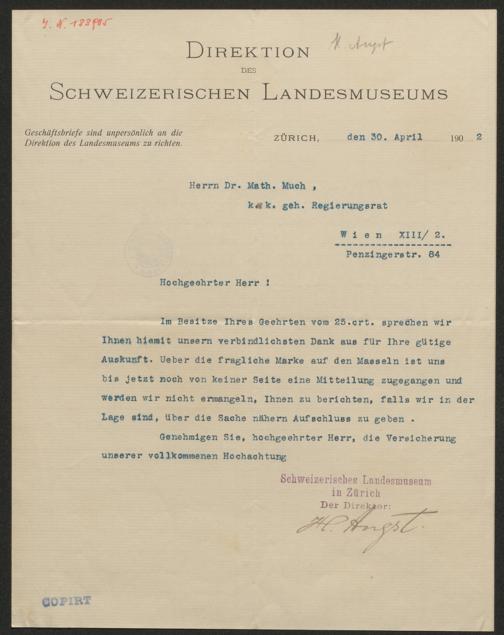 J. N. 133905
H. Angst
DIREKTION
DES
SCHWEIZERISCHEN LANDESMUSEUMS
Geschäftsbriefe sind unpersönlich an die
Direktion des Landesmuseums zu richten.
ZÜRICH, den 30. April 1902
Herrn Dr. Math. Much ,
k.k. geh. Regierungsrat
Wien XIII/ 2.
Penzingerstr. 84
Hochgeehrter Herr !
Im Besitze Ihres Geehrten vom 25.crt. sprechen wir
Ihnen hiemit unsern verbindlichsten Dank aus für Ihre gütige
Auskunft. Ueber die fragliche Marke auf den Masseln ist uns
bis jetzt noch von keiner Seite eine Mitteilung zugegangen und
werden wir nicht ermangeln, Ihnen zu berichten, falls wir in der
Lage sind, über die Sache nähern Aufschluss zu geben .
Genehmigen Sie, hochgeehrter Herr, die Versicherung
unserer vollkommenen Hochachtung
Schweizerisches Landesmuseum
in Zürich
Der Direktor:
H. Angst.
COPIRT